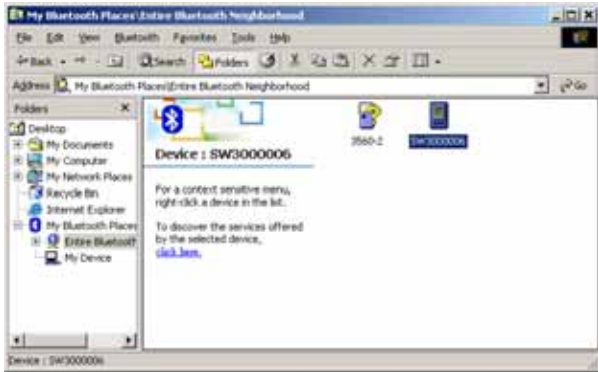 My Bluetooth Places\Entire Bluetooth Neighborhood
File Edit View Bluetooth Favorites Tools Help
Back Search Folders
Address My Bluetooth Places\Entire Bluetooth Neighborhood Go
Folders
Desktop
My Documents
My Computer
My Network Places
Recycle Bin
Internet Explorer
My Bluetooth Places
Entire Bluetooth
My Device
Device : SW3000006
For a context sensitive menu,
right-click a device in the list.
To discover the services offered
by the selected device,
click here.
3560-2 SW3000006
Device : SW3000006